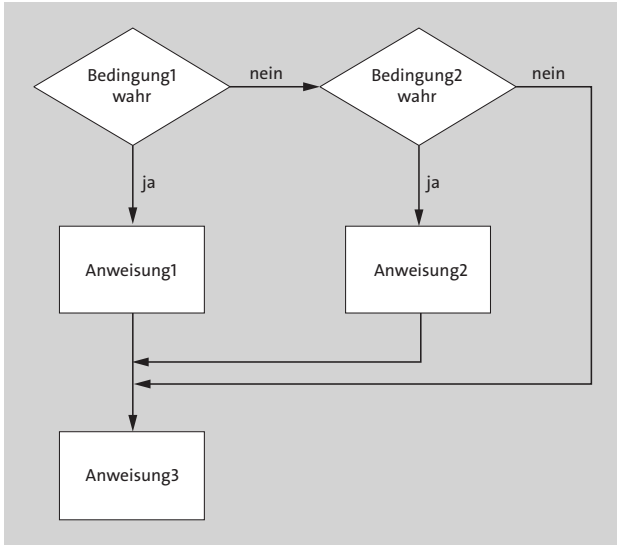 Bedingung1
wahr
nein
Bedingung2
wahr
nein
ja
ja
Anweisung1
Anweisung2
Anweisung3